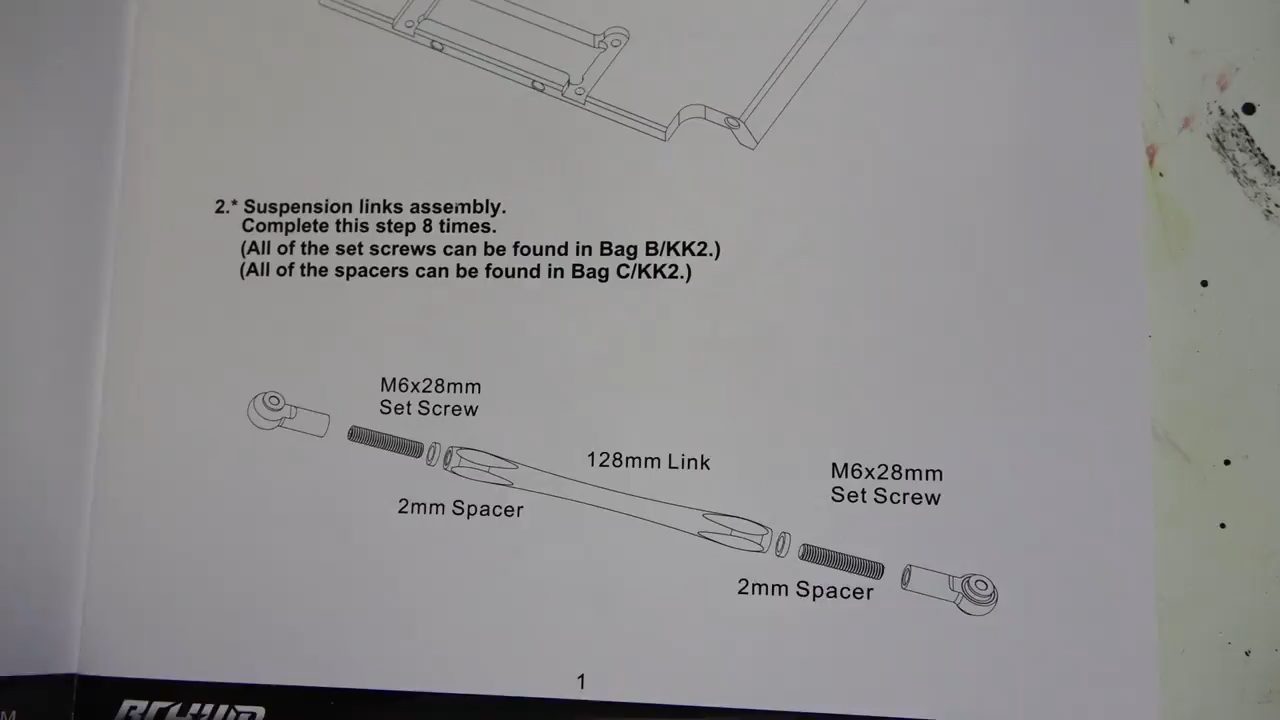 2.* Suspension links assembly.
Complete this step 8 times.
(All of the set screws can be found in Bag B/KK2.)
(All of the spacers can be found in Bag C/KK2.)
M6x28mm
Set Screw
128mm Link
M6x28mm
Set Screw
2mm Spacer
2mm Spacer
1